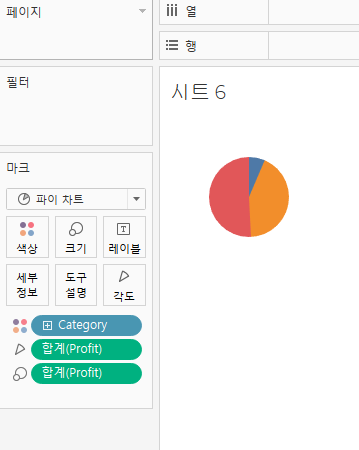 페이지
열
행
필터
시트 6
마크
파이 차트
색상
크기
레이블
세부
정보
도구
설명
각도
Category
합계(Profit)
합계(Profit)